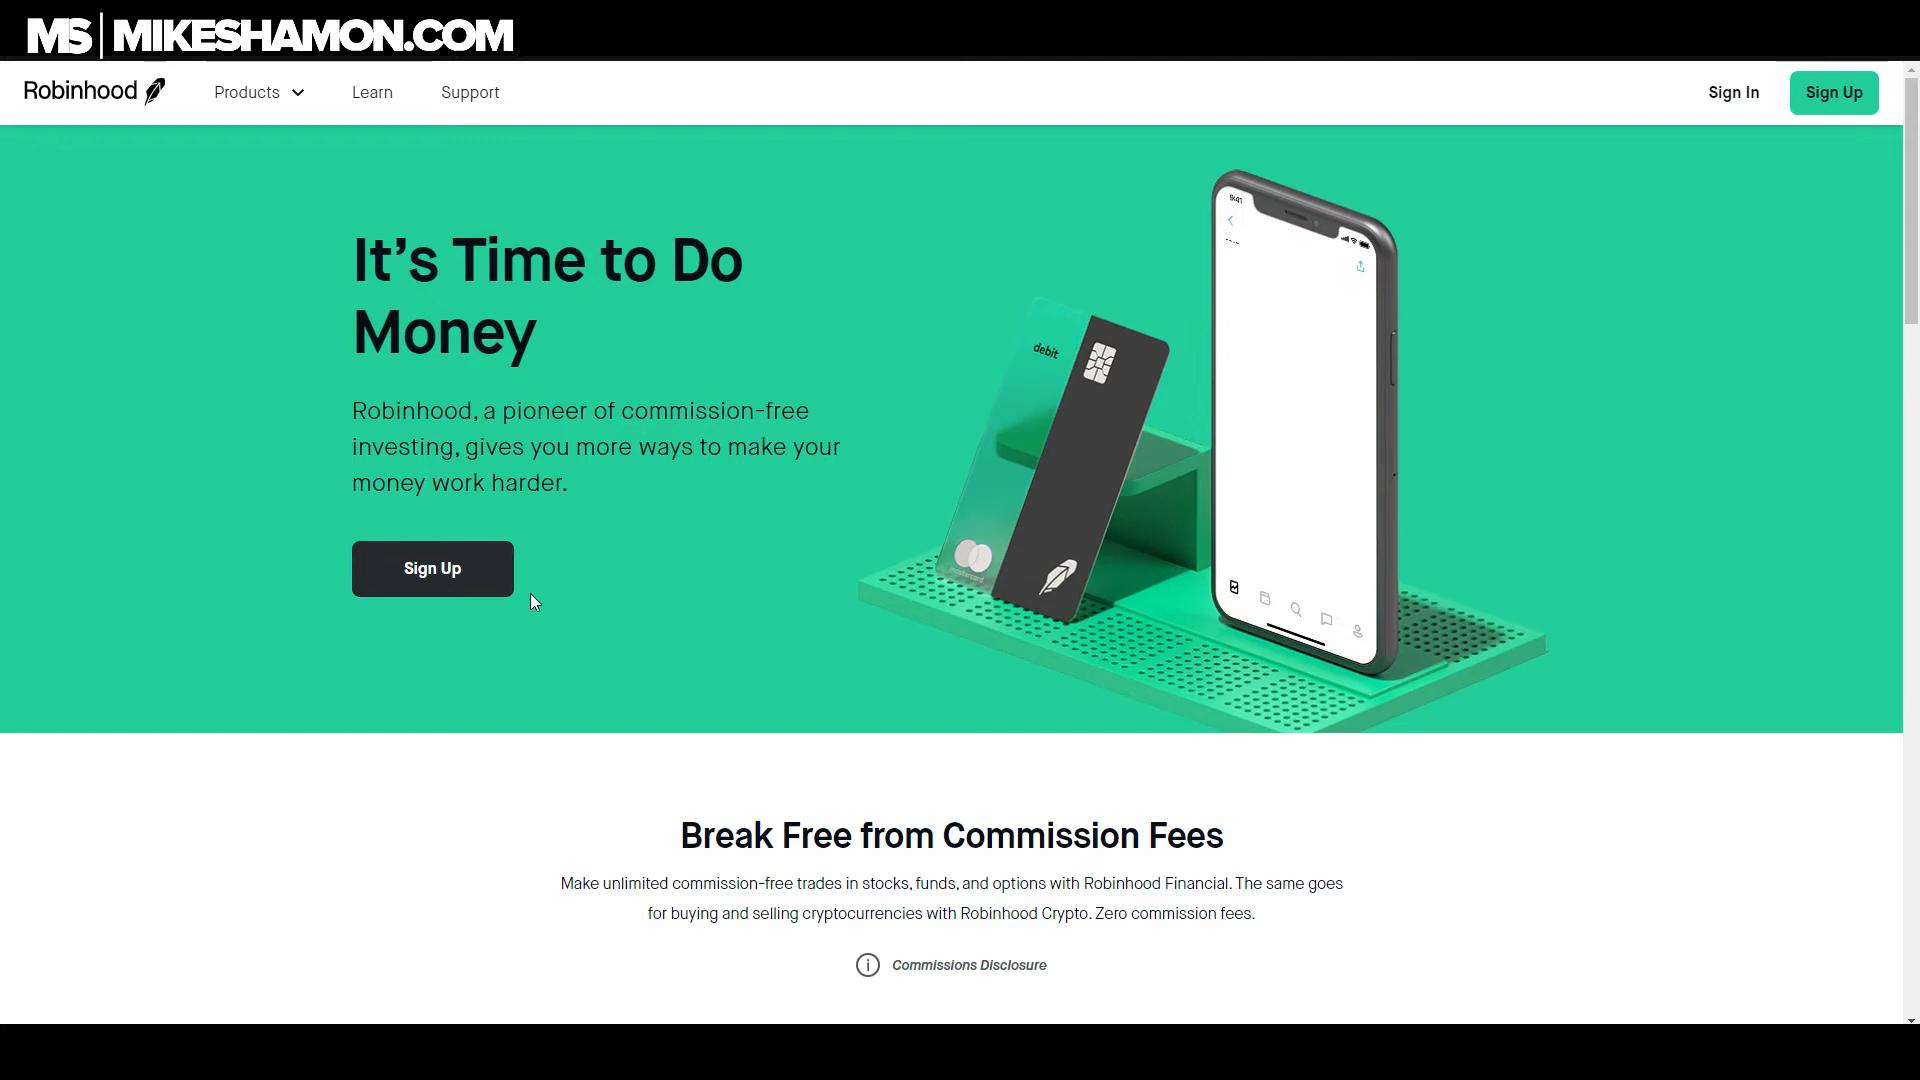 MS | MIKESHAMON.COM
Robinhood
Products
Learn
Support
Sign In
Sign Up
It's Time to Do
Money
Robinhood, a pioneer of commission-free
investing, gives you more ways to make your
money work harder.
Sign Up
debit
mastercard
9:41
Break Free from Commission Fees
Make unlimited commission-free trades in stocks, funds, and options with Robinhood Financial. The same goes
for buying and selling cryptocurrencies with Robinhood Crypto. Zero commission fees.
Commissions Disclosure